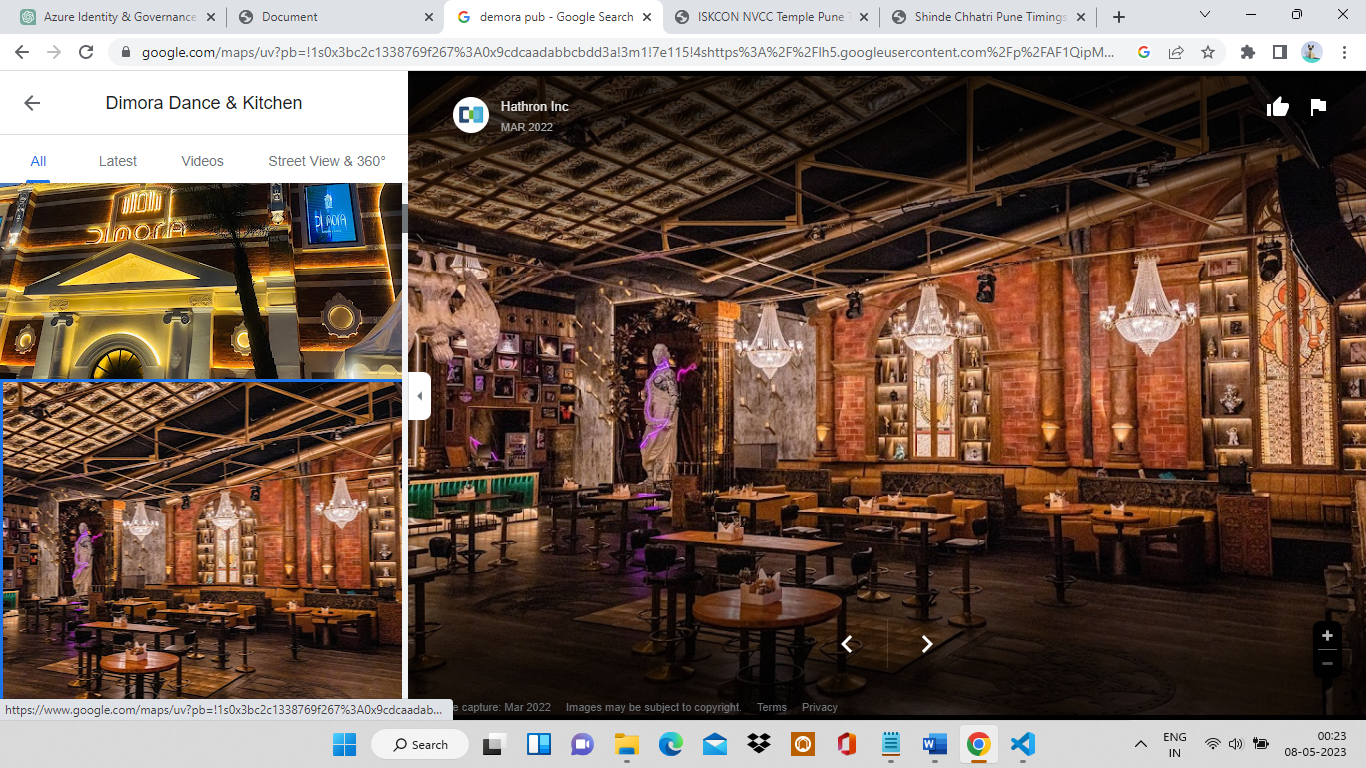 Azure Identity & Governance
Document
demora pub - Google Search
ISKCON NVCC Temple Pune T
Shinde Chhatri Pune Timings
google.com/maps/uv?pb=!1s0x3bc2c1338769f267%3A0x9cdcaadabbcbdd3a!3m1!7e115!4shttps%3A%2F%2Flh5.googleusercontent.com%2Fp%2FAF1QipM...
Dimora Dance & Kitchen
All
Latest
Videos
Street View & 360°
DIMORA
DIMORA
Hathron Inc
MAR 2022
https://www.google.com/maps/uv?pb=!1s0x3bc2c1338769f267%3A0x9cdcaadab...
e capture: Mar 2022
Images may be subject to copyright.
Terms
Privacy
Search
ENG
IN
00:23
08-05-2023